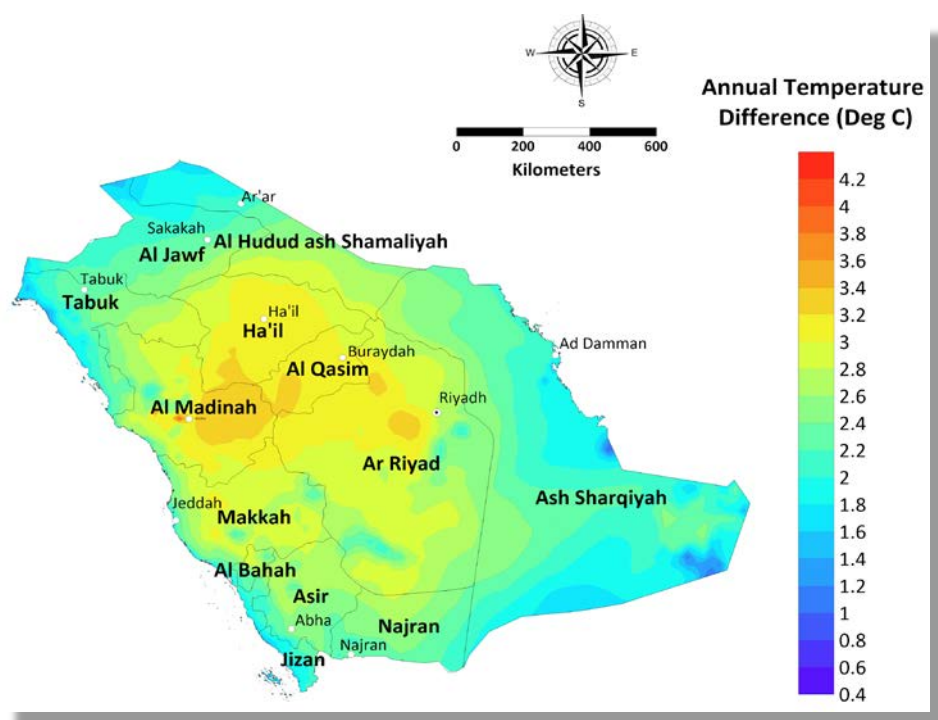 W
E
S
Annual Temperature
Difference (Deg C)
0 200 400 600
Kilometers
4.2
4
3.8
3.6
3.4
3.2
3
2.8
2.6
2.4
2.2
2
1.8
1.6
1.4
1.2
1
0.8
0.6
0.4
Ar'ar
Sakakah
Al Hudud ash Shamaliyah
Al Jawf
Tabuk
Tabuk
Ha'il
Ha'il
Ad Damman
Buraydah
Al Qasim
Riyadh
Al Madinah
Ar Riyad
Ash Sharqiyah
Jeddah
Makkah
Al Bahah
Asir
Abha
Najran
Najran
Jizan